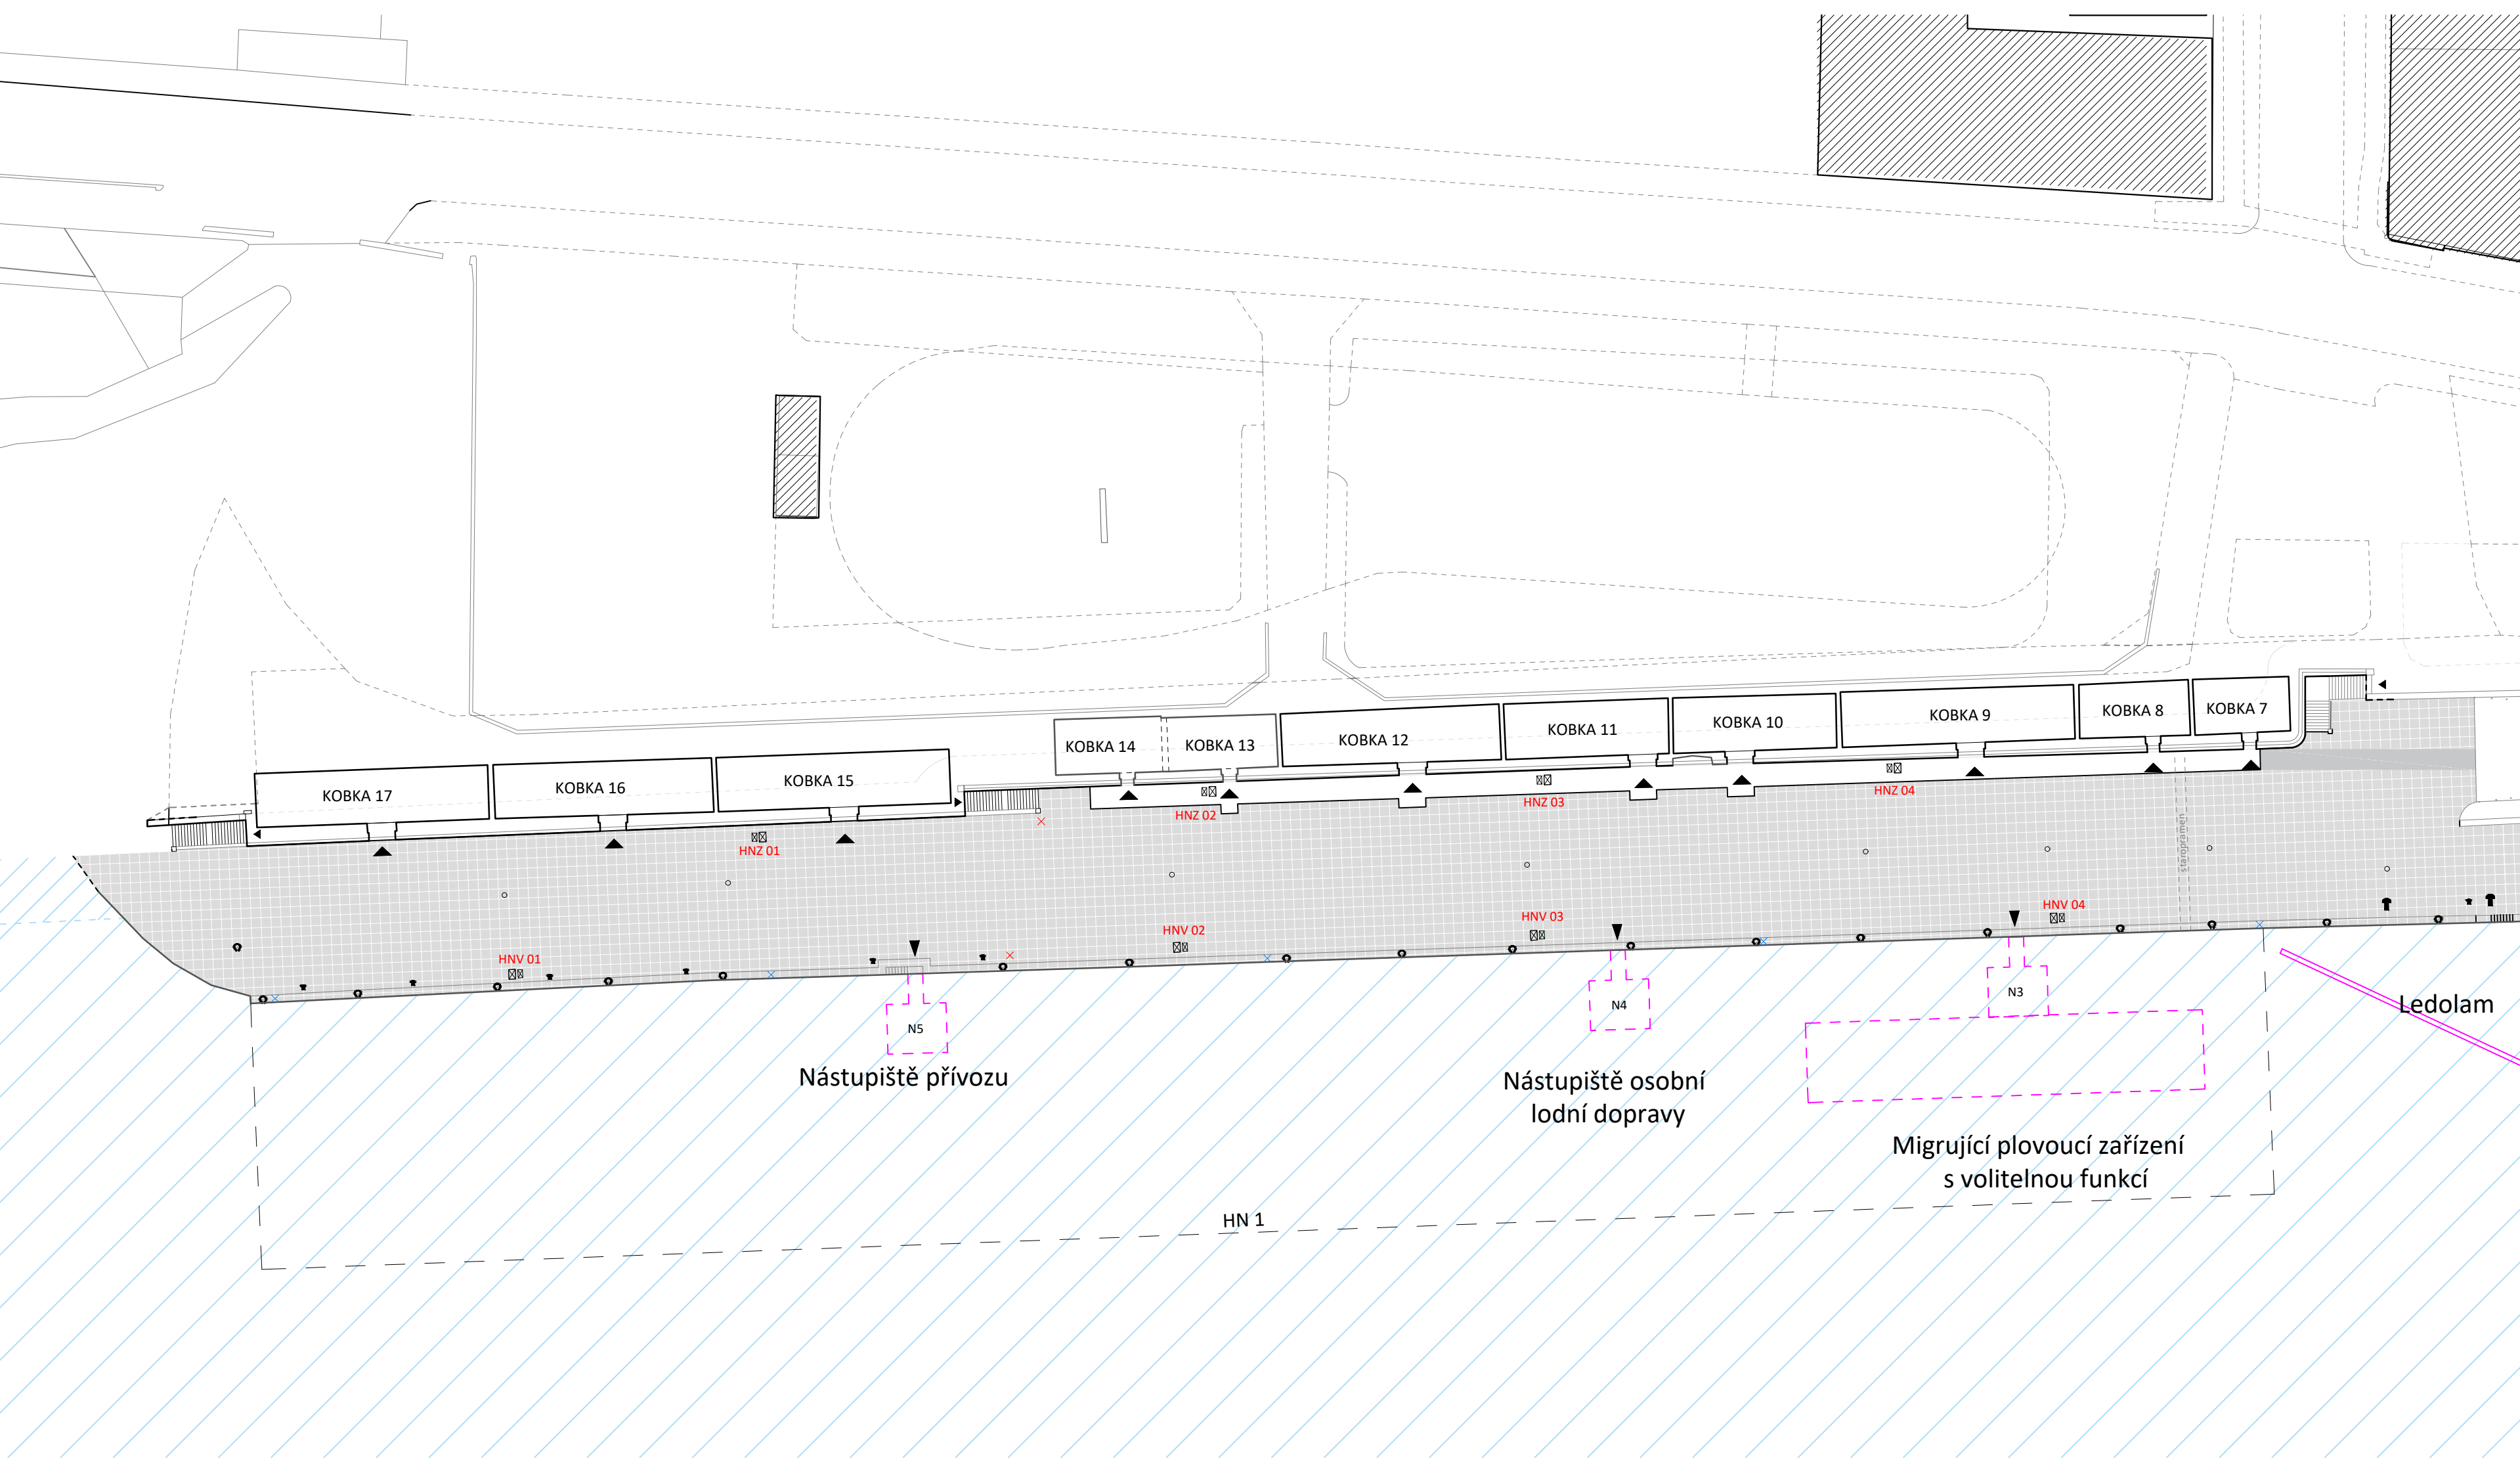 KOBKA 7
KOBKA 8
KOBKA 9
KOBKA 10
KOBKA 11
KOBKA 12
KOBKA 13
KOBKA 14
KOBKA 15
KOBKA 16
KOBKA 17
HNZ 01
HNZ 02
HNZ 03
HNZ 04
staropramen
HNV 01
HNV 02
HNV 03
HNV 04
N5
N4
N3
Ledolam
Nástupiště přívozu
Nástupiště osobní
lodní dopravy
Migrující plovoucí zařízení
s volitelnou funkcí
HN 1